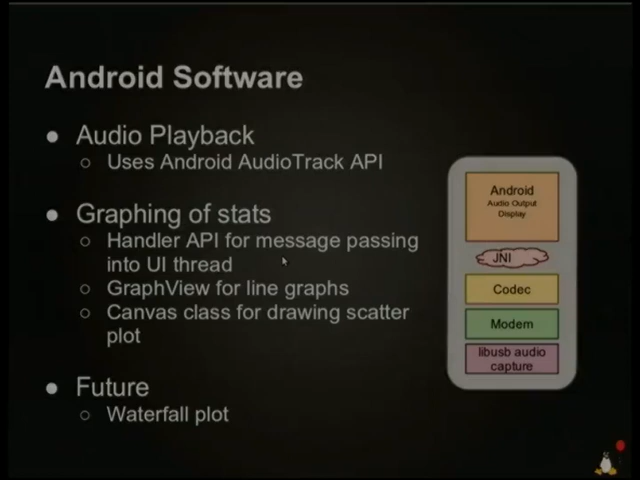 Android Software
● Audio Playback
○ Uses Android AudioTrack API
● Graphing of stats
○ Handler API for message passing
into UI thread
○ GraphView for line graphs
○ Canvas class for drawing scatter
plot
● Future
○ Waterfall plot
Android
Audio Output
Display
JNI
Codec
Modem
libusb audio
capture